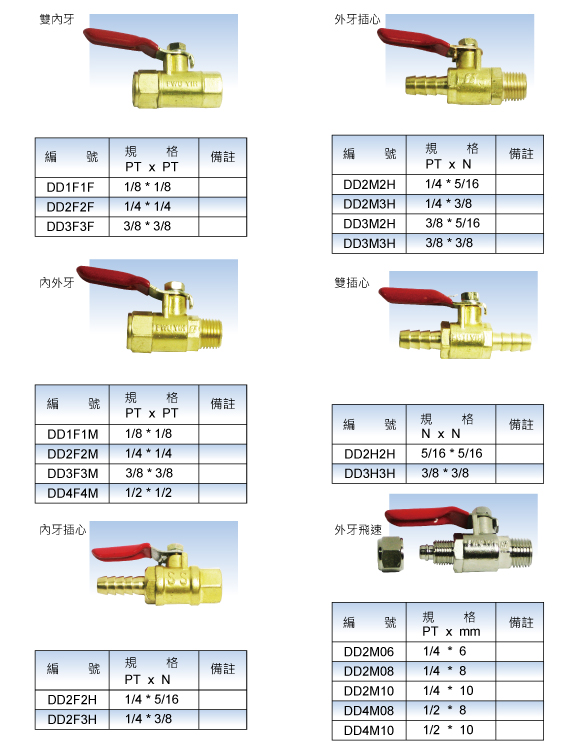 雙內牙
編 號 規 格 備註
PT x PT
DD1F1F 1/8 * 1/8
DD2F2F 1/4 * 1/4
DD3F3F 3/8 * 3/8
內外牙
編 號 規 格 備註
PT x PT
DD1F1M 1/8 * 1/8
DD2F2M 1/4 * 1/4
DD3F3M 3/8 * 3/8
DD4F4M 1/2 * 1/2
內牙插心
SS
編 號 規 格 備註
PT x N
DD2F2H 1/4 * 5/16
DD2F3H 1/4 * 3/8
外牙插心
編 號 規 格 備註
PT x N
DD2M2H 1/4 * 5/16
DD2M3H 1/4 * 3/8
DD3M2H 3/8 * 5/16
DD3M3H 3/8 * 3/8
雙插心
編 號 規 格 備註
N x N
DD2H2H 5/16 * 5/16
DD3H3H 3/8 * 3/8
外牙飛速
編 號 規 格 備註
PT x mm
DD2M06 1/4 * 6
DD2M08 1/4 * 8
DD2M10 1/4 * 10
DD4M08 1/2 * 8
DD4M10 1/2 * 10